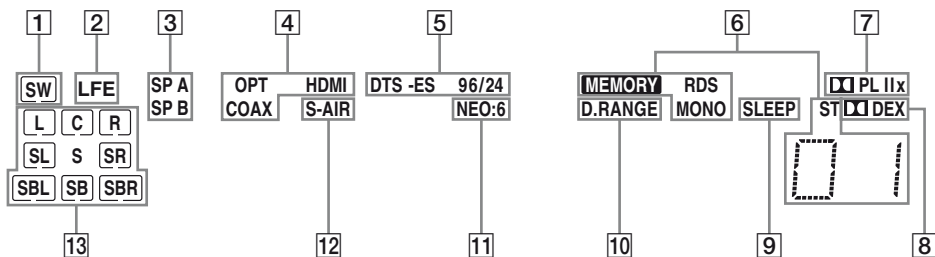 1 2 3 4 5 6 7
SW LFE SP A OPT HDMI DTS -ES 96/24 MEMORY RDS PL IIx
SP B COAX S-AIR NEO:6 D.RANGE MONO SLEEP ST DEX
L C R
SL S SR
SBL SB SBR
0 1
13 12 11 10 9 8